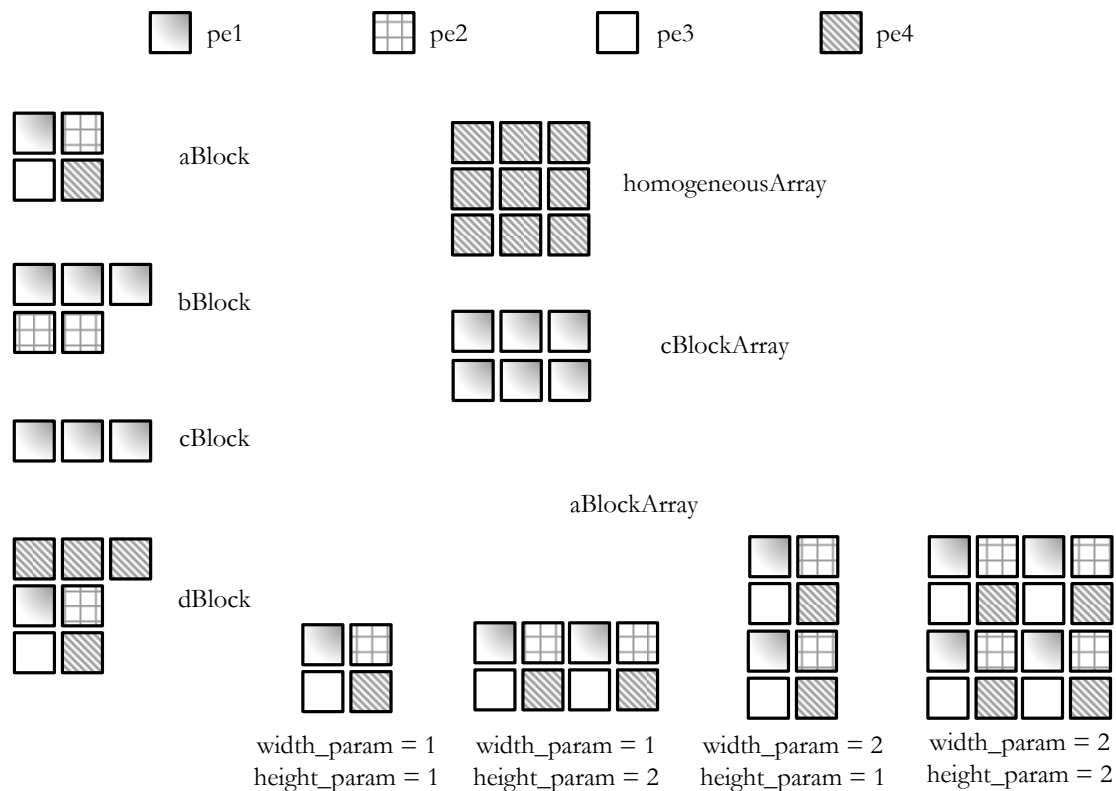 pe1
pe2
pe3
pe4
aBlock
homogeneousArray
bBlock
cBlockArray
cBlock
aBlockArray
dBlock
width_param = 1
height_param = 1
width_param = 1
height_param = 2
width_param = 2
height_param = 1
width_param = 2
height_param = 2